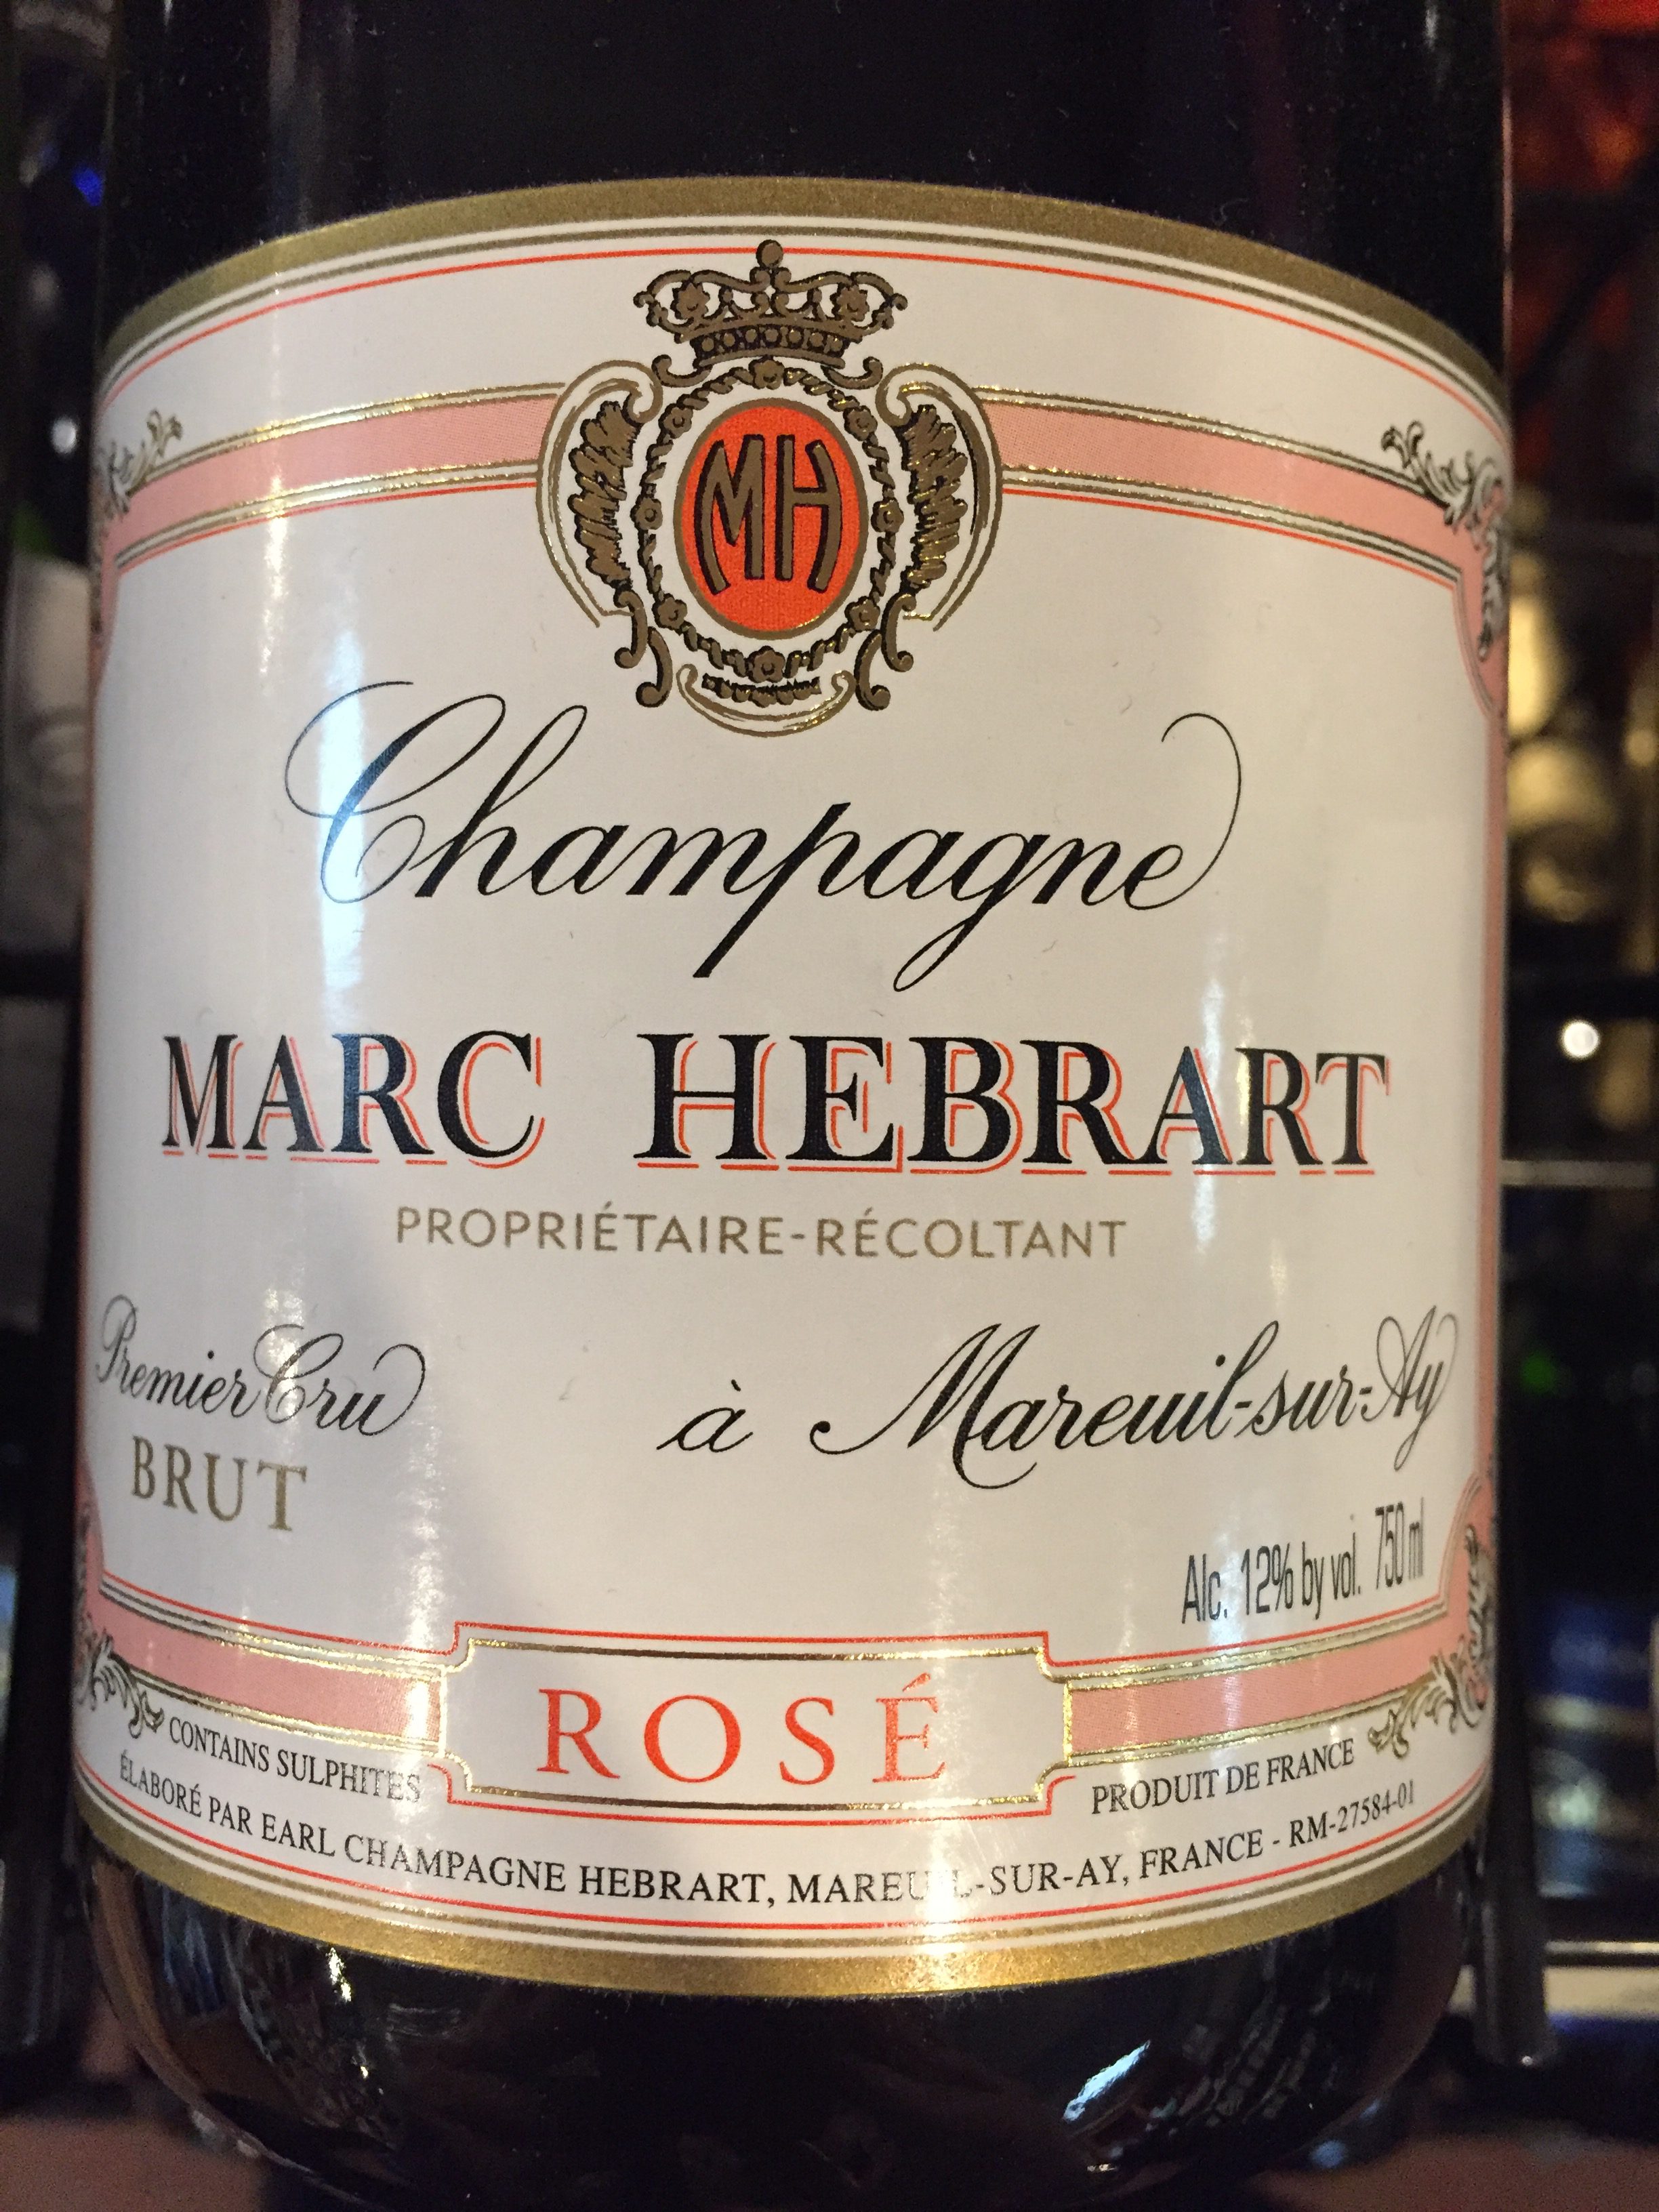 MH
Champagne
MARC HEBRART
PROPRIÉTAIRE-RÉCOLTANT
Premier Cru
BRUT
à Mareuil-sur-Ay
Alc. 12% by vol. 750 ml
ROSÉ
CONTAINS SULPHITES
PRODUIT DE FRANCE
ÉLABORÉ PAR EARL CHAMPAGNE HEBRART, MAREUIL-SUR-AY, FRANCE - RM-27584-01